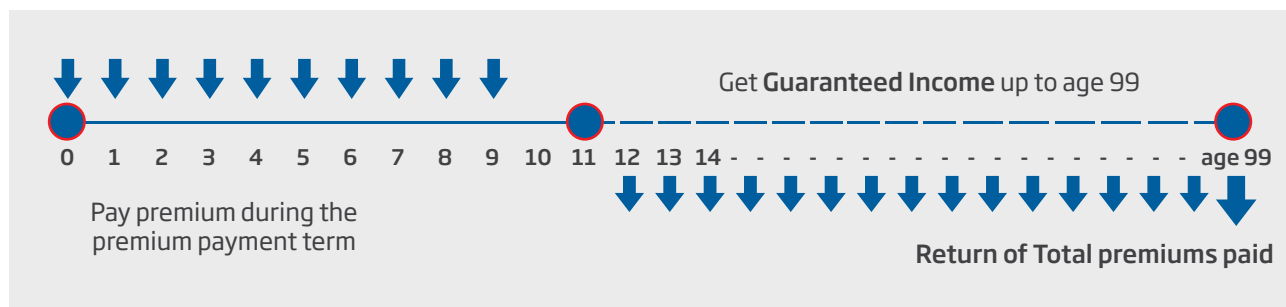 Get Guaranteed Income up to age 99
0 1 2 3 4 5 6 7 8 9 10 11 12 13 14 - - - - - - - - - - - - - - - - - - age 99
Pay premium during the
premium payment term
Return of Total premiums paid